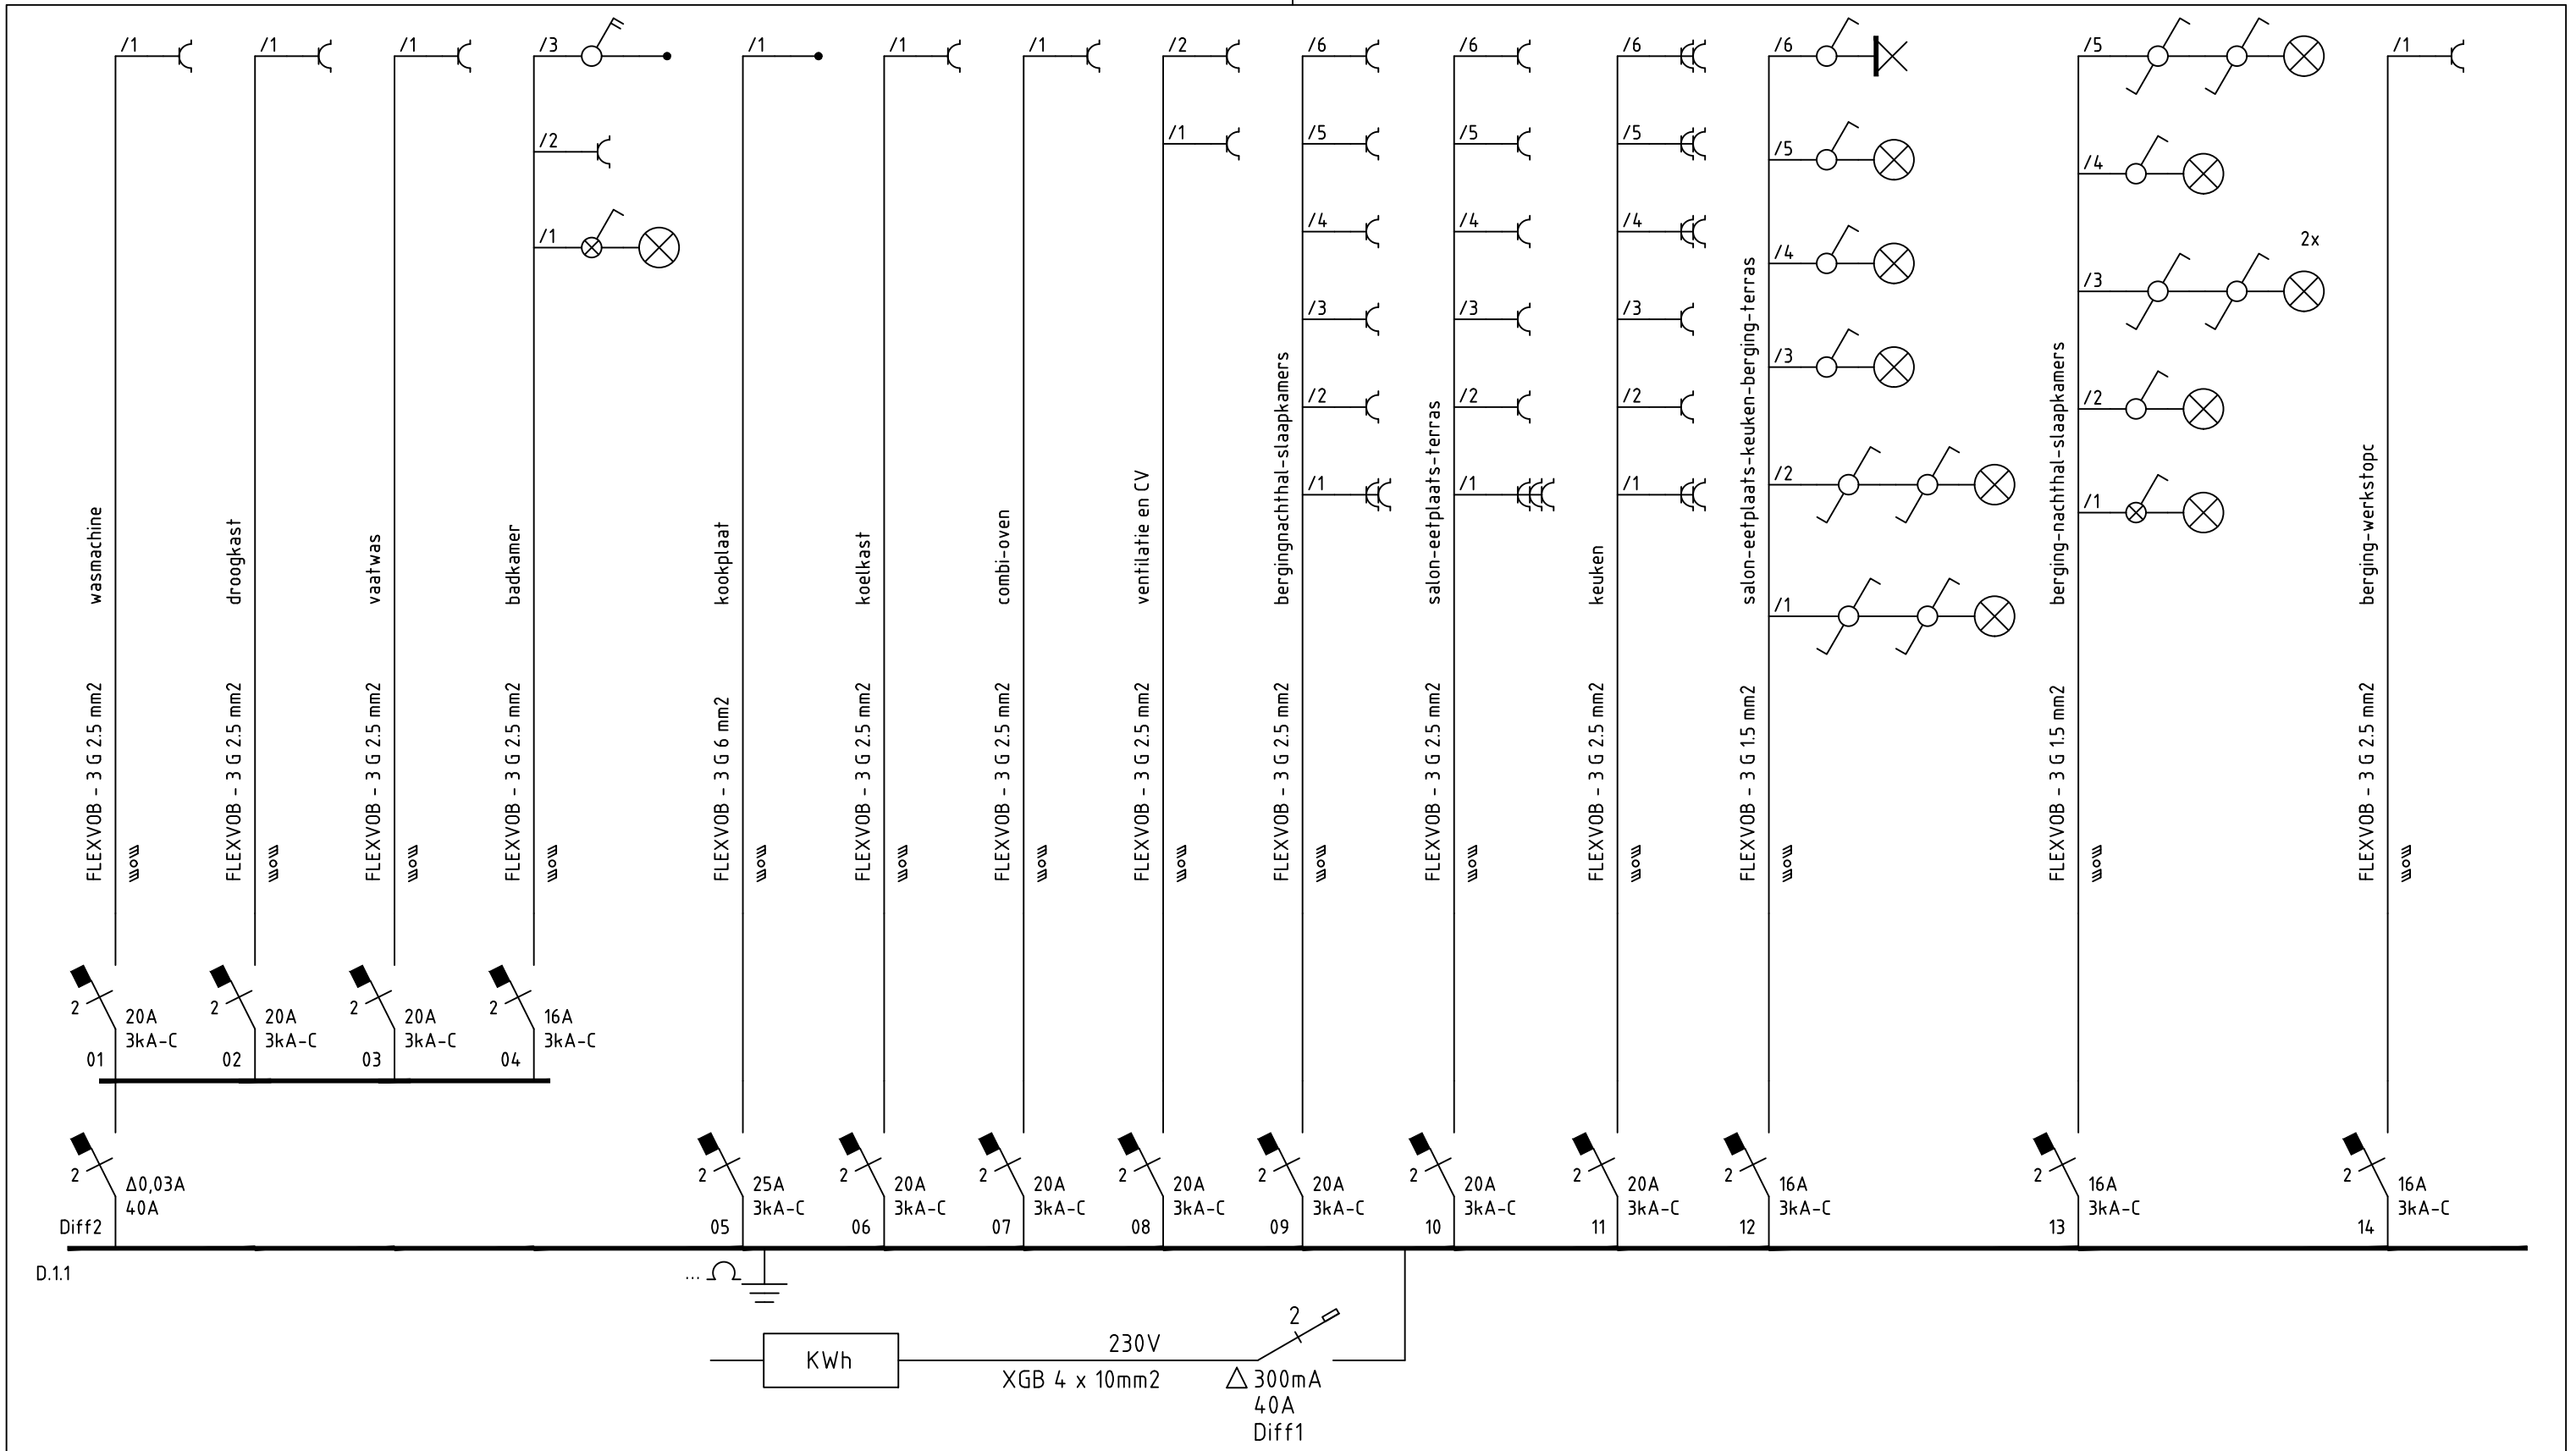 /1
/1
/1
/3
/1
/1
/1
/2
/6
/6
/6
/6
/5
/1
/2
/1
/5
/5
/5
/5
/4
/1
/4
/4
/4
/4
2x
/3
/3
/3
/3
/3
/2
/2
/2
/2
/2
/1
/1
/1
/1
/1
wasmachine
droogkast
vaatwas
badkamer
kookplaat
koelkast
combi-oven
ventilatie en CV
bergingnachthal-slaapkamers
salon-eetplaats-terras
keuken
salon-eetplaats-keuken-berging-terras
berging-nachthal-slaapkamers
berging-werkstopc
FLEXVOB - 3 G 2.5 mm2
FLEXVOB - 3 G 2.5 mm2
FLEXVOB - 3 G 2.5 mm2
FLEXVOB - 3 G 2.5 mm2
FLEXVOB - 3 G 6 mm2
FLEXVOB - 3 G 2.5 mm2
FLEXVOB - 3 G 2.5 mm2
FLEXVOB - 3 G 2.5 mm2
FLEXVOB - 3 G 2.5 mm2
FLEXVOB - 3 G 2.5 mm2
FLEXVOB - 3 G 2.5 mm2
FLEXVOB - 3 G 1.5 mm2
FLEXVOB - 3 G 1.5 mm2
FLEXVOB - 3 G 2.5 mm2
2
20A
3kA-C
01
2
20A
3kA-C
02
2
20A
3kA-C
03
2
16A
3kA-C
04
2
Δ0,03A
40A
Diff2
2
25A
3kA-C
05
2
20A
3kA-C
06
2
20A
3kA-C
07
2
20A
3kA-C
08
2
20A
3kA-C
09
2
20A
3kA-C
10
2
20A
3kA-C
11
2
16A
3kA-C
12
2
16A
3kA-C
13
2
16A
3kA-C
14
D.1.1
... Ω
2
230V
KWh
XGB 4 x 10mm2
Δ 300mA
40A
Diff1